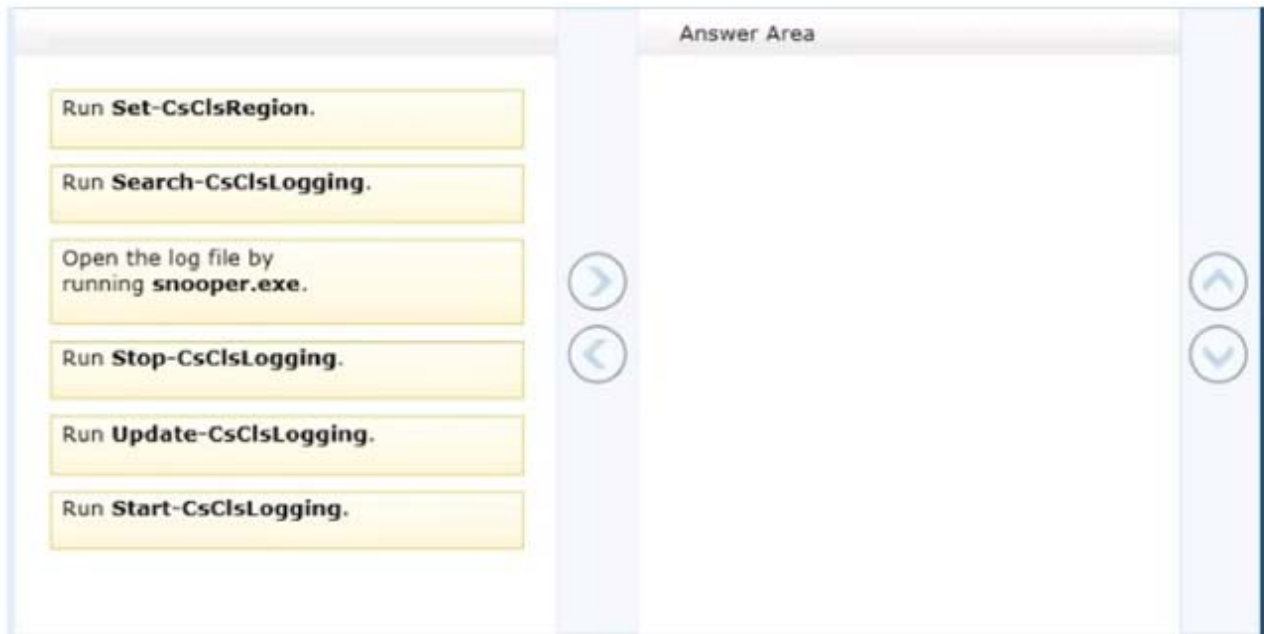 Answer Area
Run Set-CsClsRegion.
Run Search-CsClsLogging.
Open the log file by
running snooper.exe.
Run Stop-CsClsLogging.
Run Update-CsClsLogging.
Run Start-CsClsLogging.